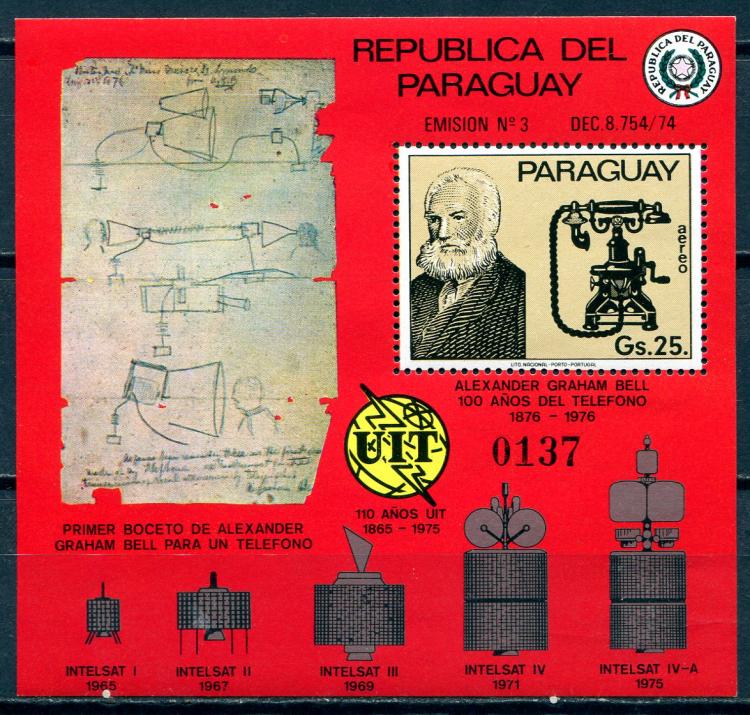 REPUBLICA DEL
PARAGUAY
REPUBLICA DEL PARAGUAY
EMISION Nº 3 DEC.8.754/74
PARAGUAY
aereo
Gs.25.
LITO. NACIONAL-PORTO-PORTUGAL
ALEXANDER GRAHAM BELL
100 AÑOS DEL TELEFONO
1876 - 1976
0137
UIT
110 AÑOS UIT
1865 - 1975
PRIMER BOCETO DE ALEXANDER
GRAHAM BELL PARA UN TELEFONO
INTELSAT I
1965
INTELSAT II
1967
INTELSAT III
1969
INTELSAT IV
1971
INTELSAT IV-A
1975